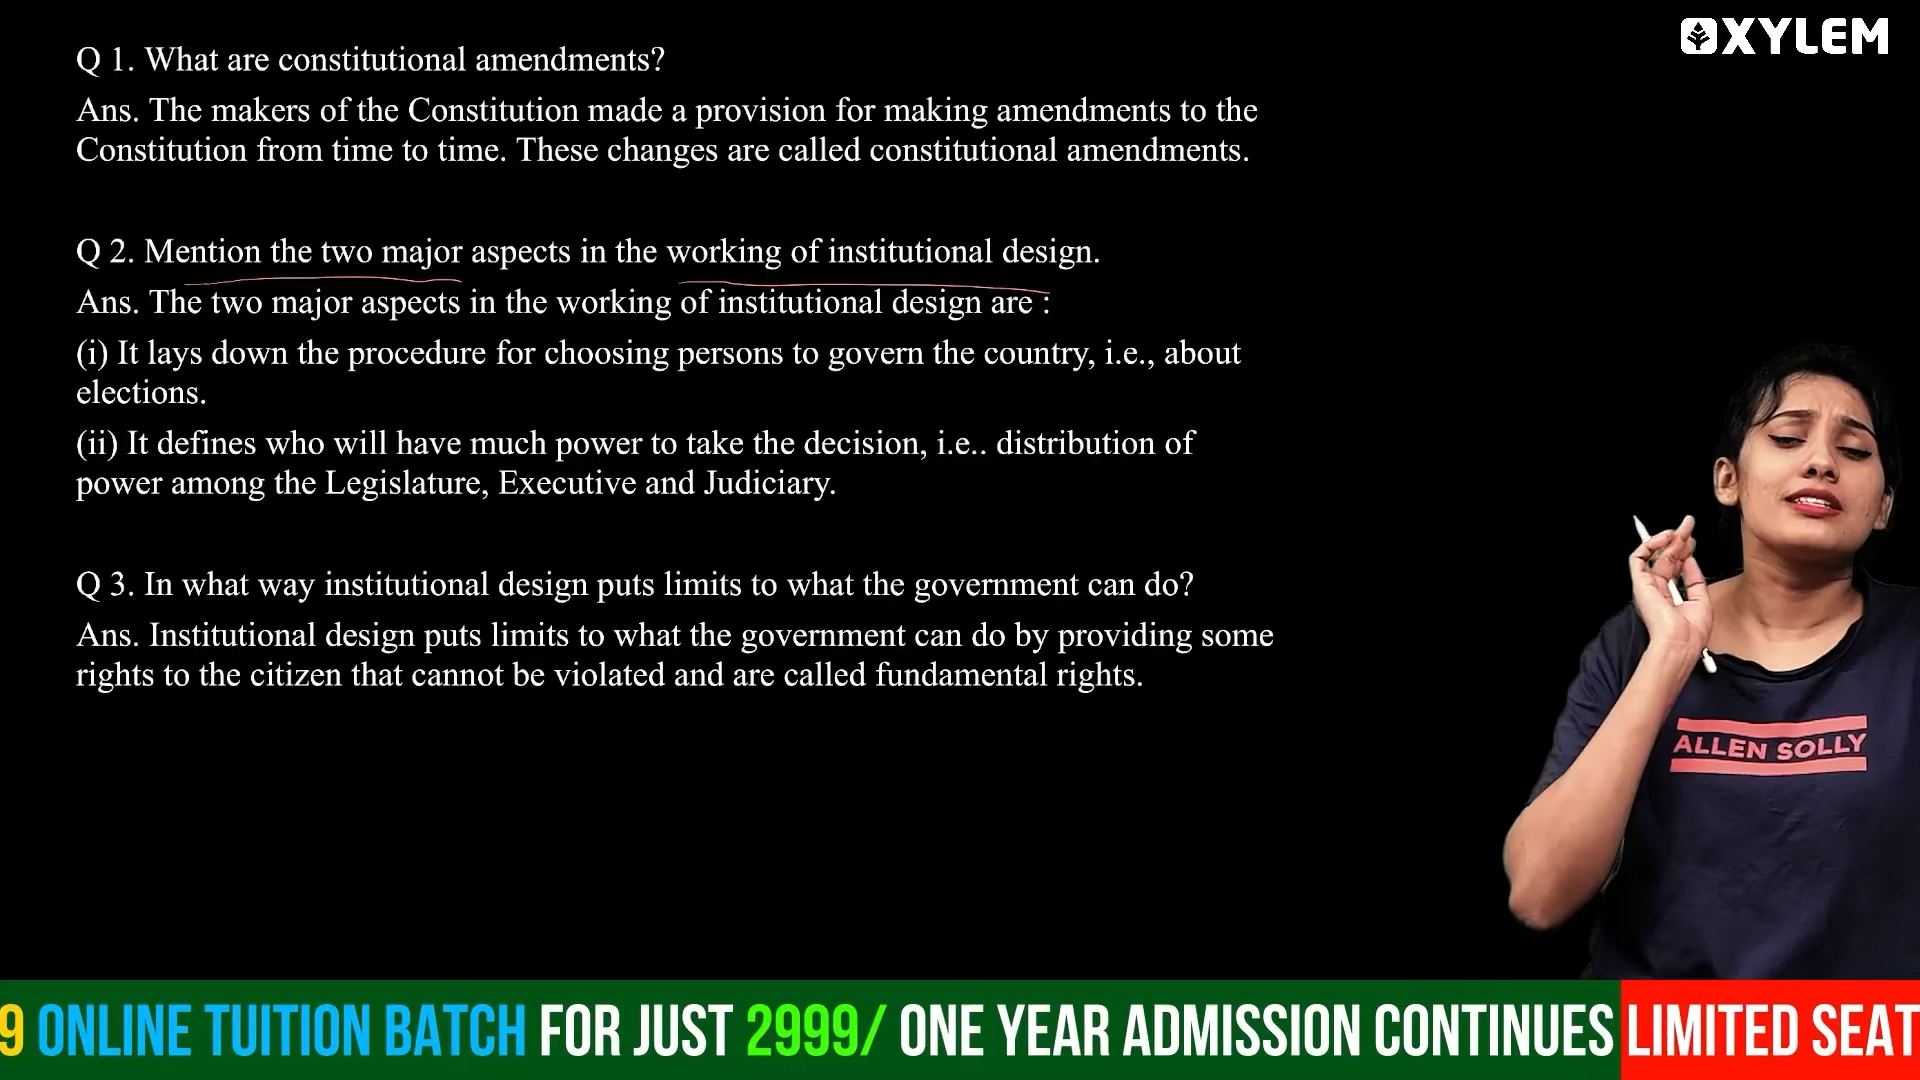 XYLEM
Q 1. What are constitutional amendments?
Ans. The makers of the Constitution made a provision for making amendments to the
Constitution from time to time. These changes are called constitutional amendments.
Q 2. Mention the two major aspects in the working of institutional design.
Ans. The two major aspects in the working of institutional design are :
(i) It lays down the procedure for choosing persons to govern the country, i.e., about
elections.
(ii) It defines who will have much power to take the decision, i.e.. distribution of
power among the Legislature, Executive and Judiciary.
Q 3. In what way institutional design puts limits to what the government can do?
Ans. Institutional design puts limits to what the government can do by providing some
rights to the citizen that cannot be violated and are called fundamental rights.
ALLEN SOLLY
9 ONLINE TUITION BATCH FOR JUST 2999/ ONE YEAR ADMISSION CONTINUES LIMITED SEAT